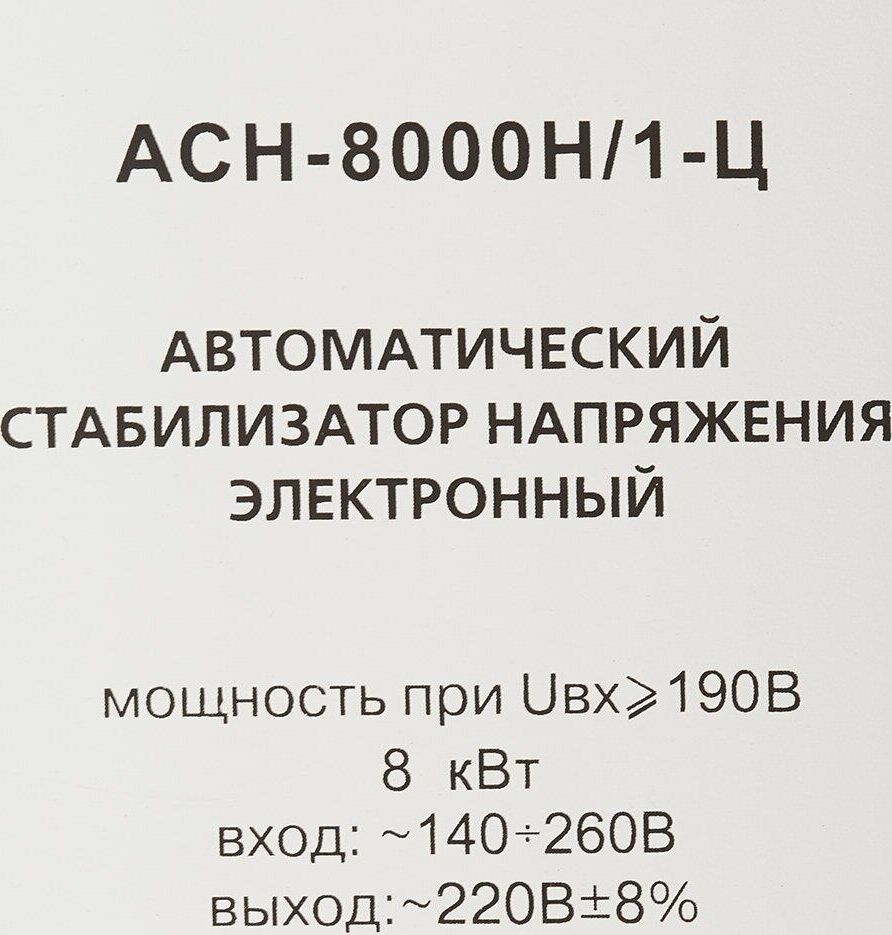 АСН-8000Н/1-Ц
АВТОМАТИЧЕСКИЙ
СТАБИЛИЗАТОР НАПРЯЖЕНИЯ
ЭЛЕКТРОННЫЙ
мощность при Uвх⩾190В
8 кВт
вход: ~140÷260В
выход:~220В±8%